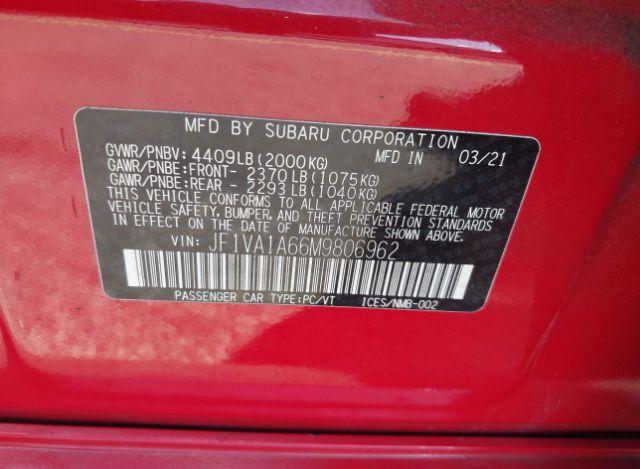 MFD BY SUBARU CORPORATION
GVWR/PNBV: 4409LB(2000KG) MFD IN 03/21
GAWR/PNBE:FRONT- 2370LB(1075KG)
GAWR/PNBE:REAR - 2293LB(1040KG)
THIS VEHICLE CONFORMS TO ALL APPLICABLE FEDERAL MOTOR
VEHICLE SAFETY, BUMPER, AND THEFT PREVENTION STANDARDS
IN EFFECT ON THE DATE OF MANUFACTURE SHOWN ABOVE.
VIN: JF1VA1A66M9806962
PASSENGER CAR TYPE:PC/VT ICES/NMB-002